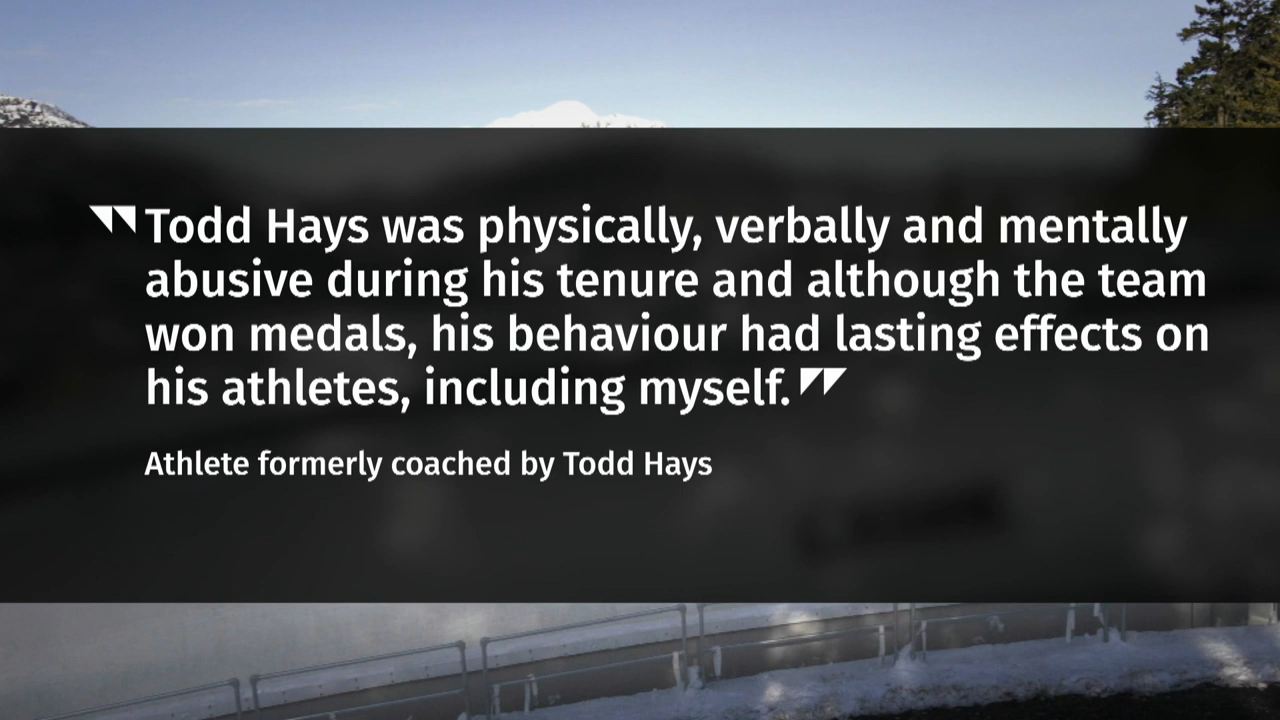 "Todd Hays was physically, verbally and mentally
abusive during his tenure and although the team
won medals, his behaviour had lasting effects on
his athletes, including myself."
Athlete formerly coached by Todd Hays